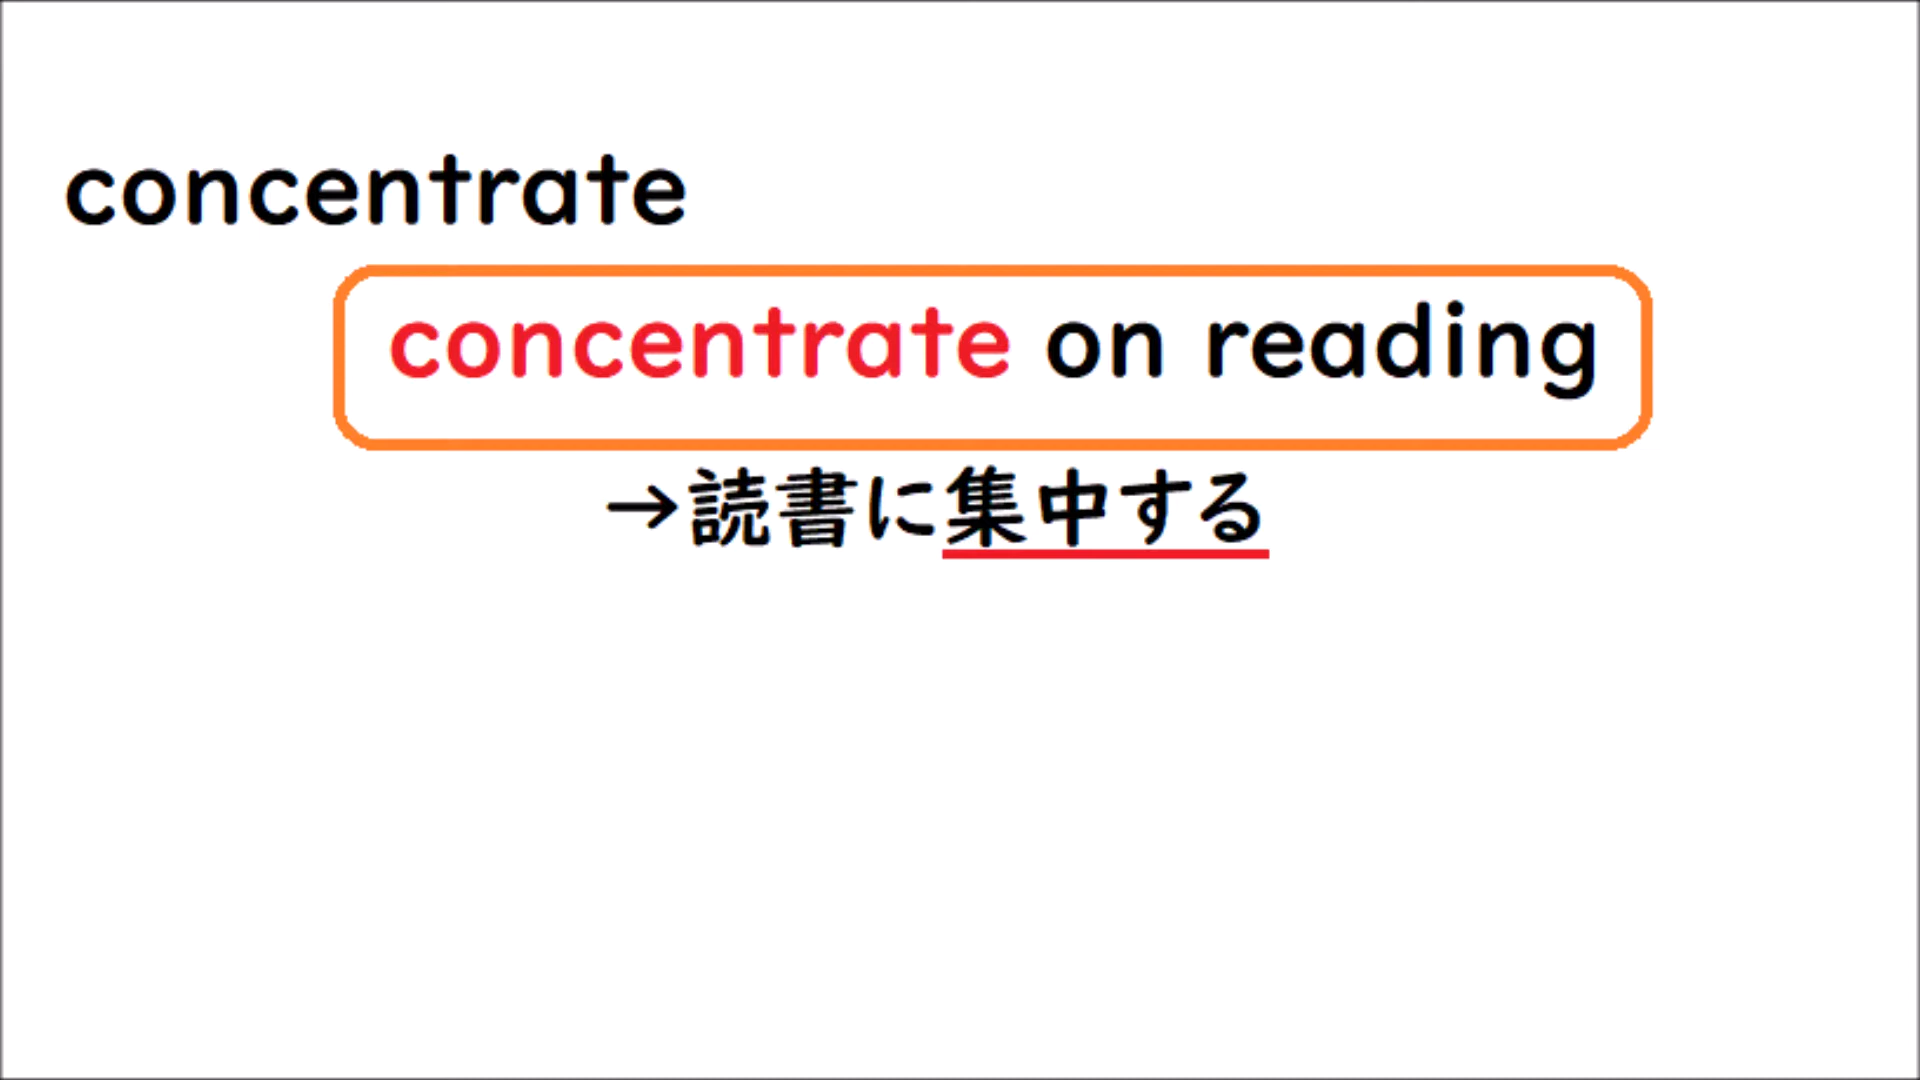 concentrate
concentrate on reading
→読書に集中する